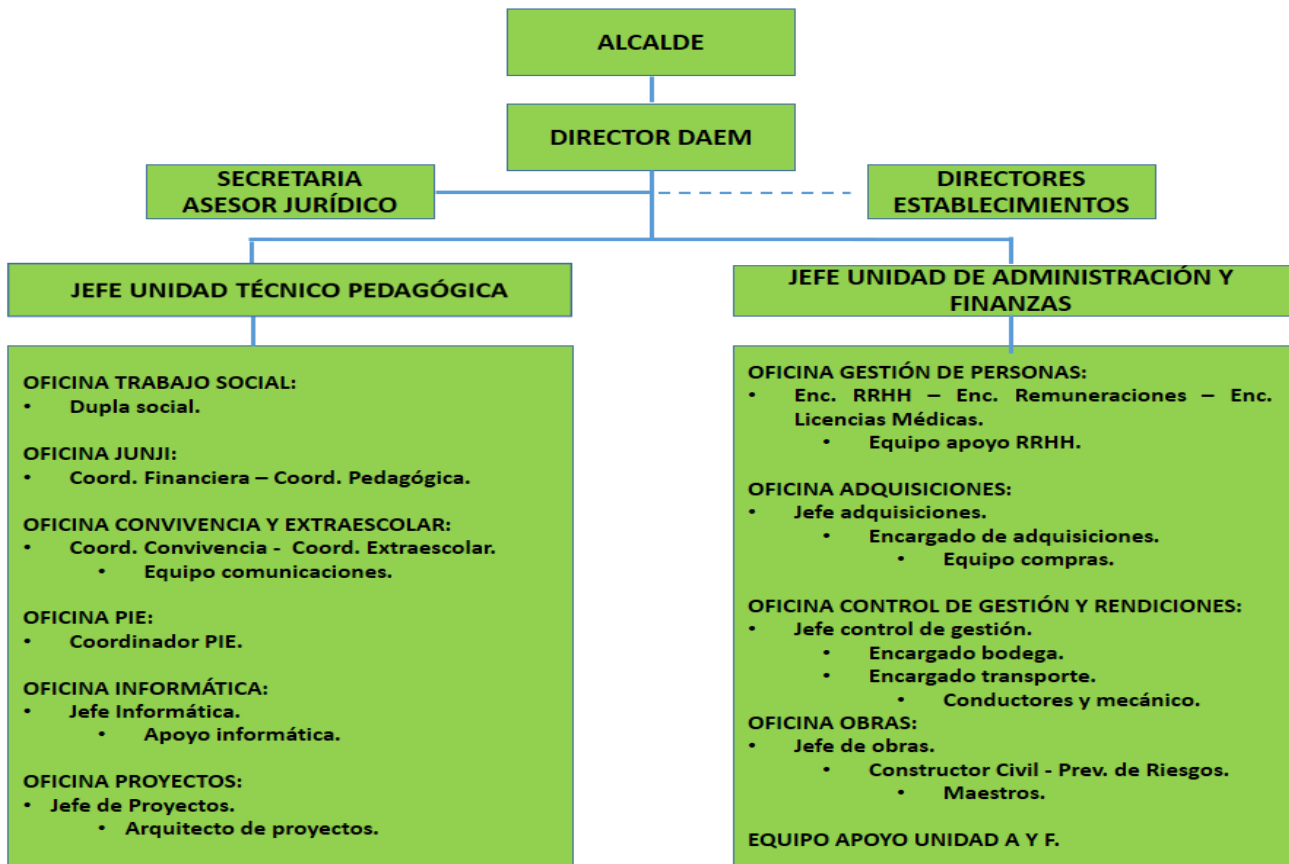 ALCALDE
DIRECTOR DAEM
SECRETARIA
ASESOR JURÍDICO
DIRECTORES
ESTABLECIMIENTOS
JEFE UNIDAD TÉCNICO PEDAGÓGICA
JEFE UNIDAD DE ADMINISTRACIÓN Y
FINANZAS
OFICINA TRABAJO SOCIAL:
• Dupla social.
OFICINA JUNJI:
• Coord. Financiera – Coord. Pedagógica.
OFICINA CONVIVENCIA Y EXTRAESCOLAR:
• Coord. Convivencia - Coord. Extraescolar.
• Equipo comunicaciones.
OFICINA PIE:
• Coordinador PIE.
OFICINA INFORMÁTICA:
• Jefe Informática.
• Apoyo informática.
OFICINA PROYECTOS:
• Jefe de Proyectos.
• Arquitecto de proyectos.
OFICINA GESTIÓN DE PERSONAS:
• Enc. RRHH – Enc. Remuneraciones – Enc.
Licencias Médicas.
• Equipo apoyo RRHH.
OFICINA ADQUISICIONES:
• Jefe adquisiciones.
• Encargado de adquisiciones.
• Equipo compras.
OFICINA CONTROL DE GESTIÓN Y RENDICIONES:
• Jefe control de gestión.
• Encargado bodega.
• Encargado transporte.
• Conductores y mecánico.
OFICINA OBRAS:
• Jefe de obras.
• Constructor Civil - Prev. de Riesgos.
• Maestros.
EQUIPO APOYO UNIDAD A Y F.